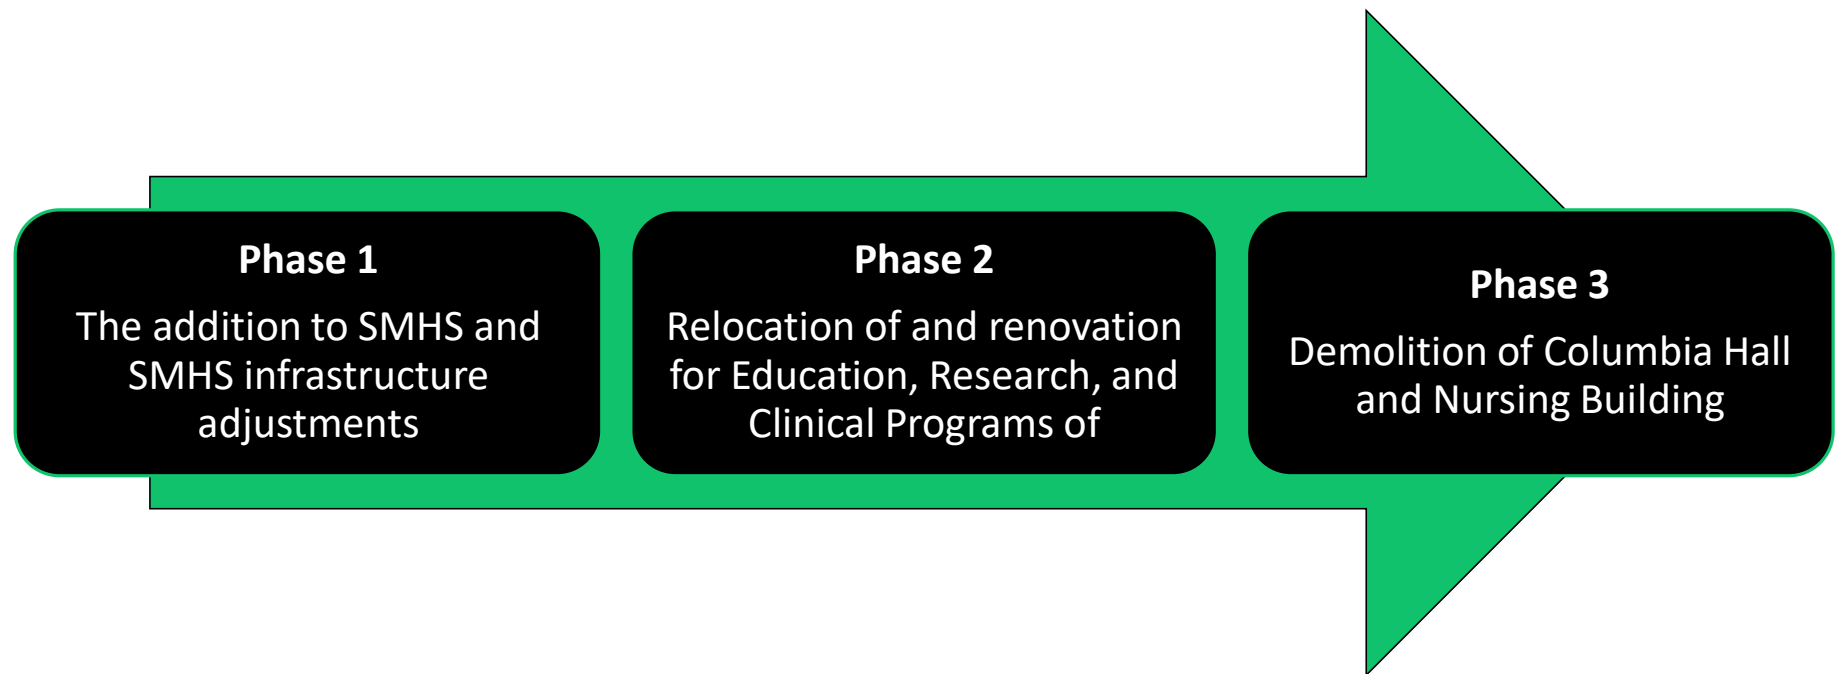 Phase 1
The addition to SMHS and
SMHS infrastructure
adjustments
Phase 2
Relocation of and renovation
for Education, Research, and
Clinical Programs of
Phase 3
Demolition of Columbia Hall
and Nursing Building